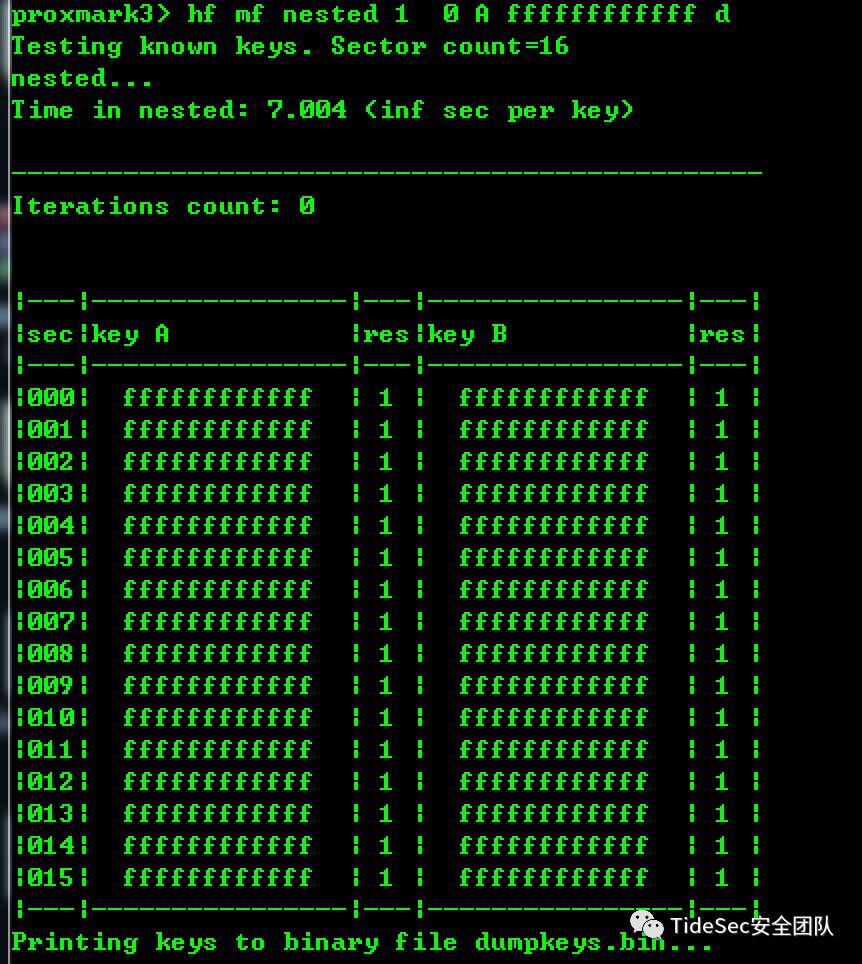 proxmark3> hf mf nested 1  0 A ffffffffffff d
Testing known keys. Sector count=16
nested...
Time in nested: 7.004 (inf sec per key)
-----------------------------------------------
Iterations count: 0
|---|----------------|---|----------------|---|
|sec|key A           |res|key B           |res|
|---|----------------|---|----------------|---|
|000|  ffffffffffff  | 1 |  ffffffffffff  | 1 |
|001|  ffffffffffff  | 1 |  ffffffffffff  | 1 |
|002|  ffffffffffff  | 1 |  ffffffffffff  | 1 |
|003|  ffffffffffff  | 1 |  ffffffffffff  | 1 |
|004|  ffffffffffff  | 1 |  ffffffffffff  | 1 |
|005|  ffffffffffff  | 1 |  ffffffffffff  | 1 |
|006|  ffffffffffff  | 1 |  ffffffffffff  | 1 |
|007|  ffffffffffff  | 1 |  ffffffffffff  | 1 |
|008|  ffffffffffff  | 1 |  ffffffffffff  | 1 |
|009|  ffffffffffff  | 1 |  ffffffffffff  | 1 |
|010|  ffffffffffff  | 1 |  ffffffffffff  | 1 |
|011|  ffffffffffff  | 1 |  ffffffffffff  | 1 |
|012|  ffffffffffff  | 1 |  ffffffffffff  | 1 |
|013|  ffffffffffff  | 1 |  ffffffffffff  | 1 |
|014|  ffffffffffff  | 1 |  ffffffffffff  | 1 |
|015|  ffffffffffff  | 1 |  ffffffffffff  | 1 |
|---|----------------|---|----------------|---|
TideSec安全团队
Printing keys to binary file dumpkeys.bin...